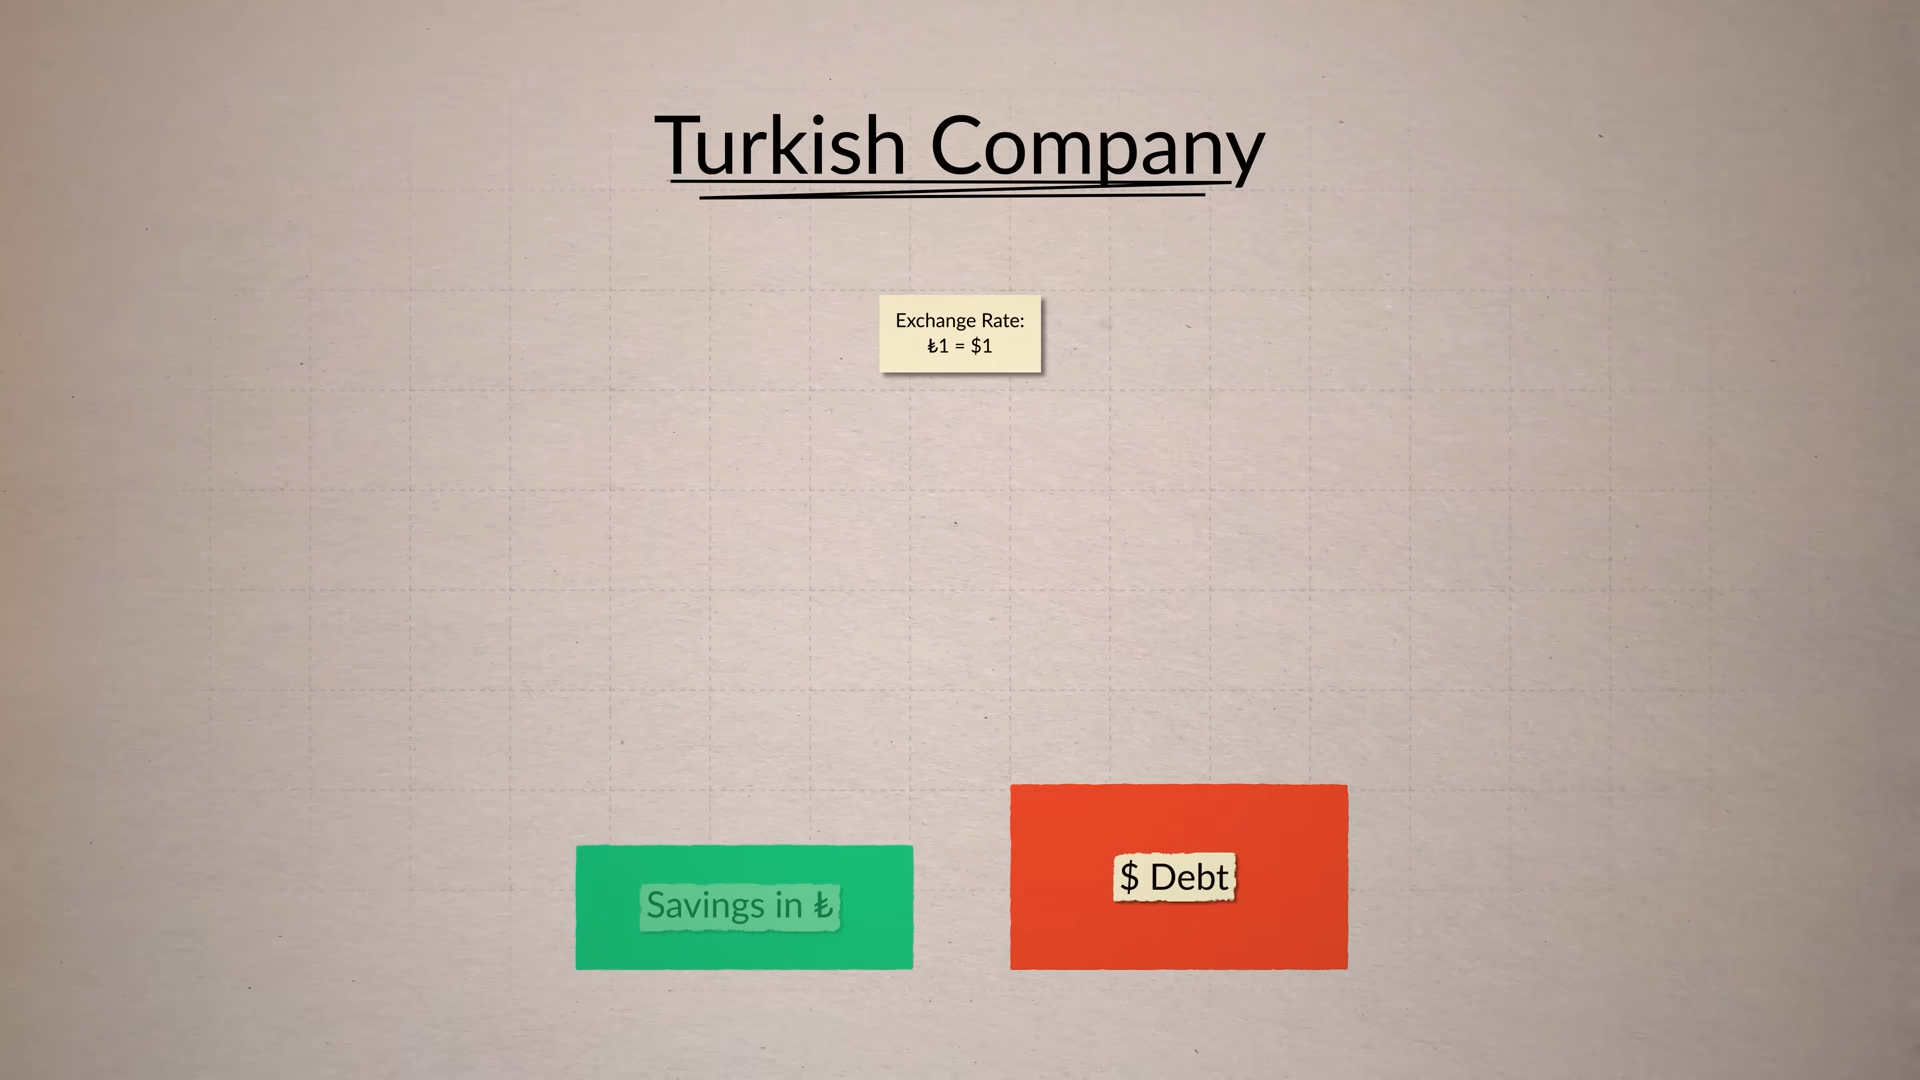 Turkish Company
Exchange Rate:
₺1 = $1
$ Debt
Savings in ₺